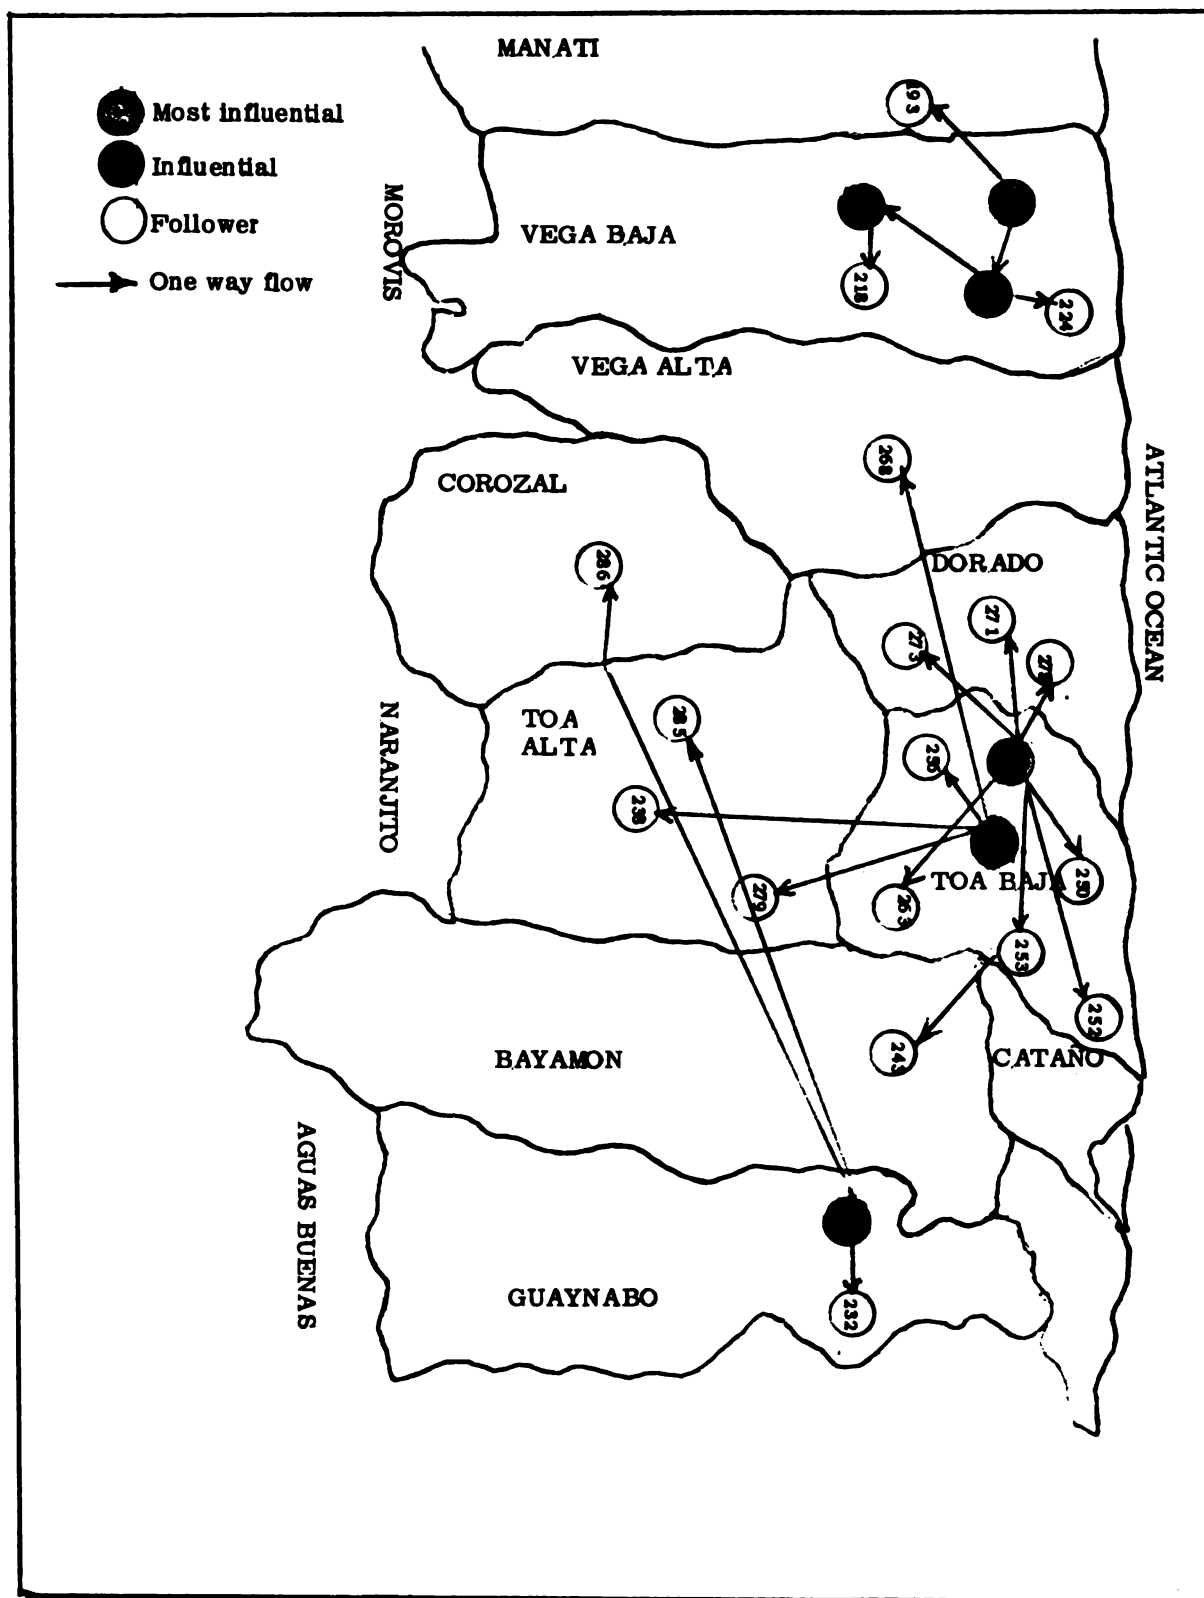 MANATI
193
Most influential
Influential
Follower
One way flow
MOROVIS
VEGA BAJA
218
224
VEGA ALTA
ATLANTIC OCEAN
268
COROZAL
286
DORADO
271
273
NARANJITO
TOA
ALTA
285
238
279
TOA BAJA
250
263
253
252
243
BAYAMON
CATAÑO
AGUAS BUENAS
GUAYNABO
232